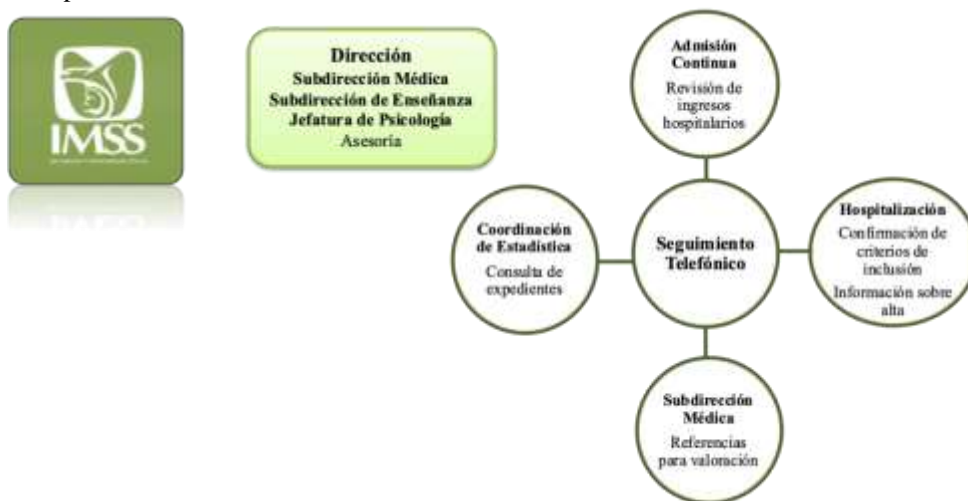 IMSS
Dirección
Subdirección Médica
Subdirección de Enseñanza
Jefatura de Psicología
Asesoría
Admisión
Continua
Revisión de
ingresos
hospitalarios
Coordinación
de Estadística
Consulta de
expedientes
Seguimiento
Telefónico
Hospitalización
Confirmación de
criterios de
inclusión
Información sobre
alta
Subdirección
Médica
Referencias
para valoración